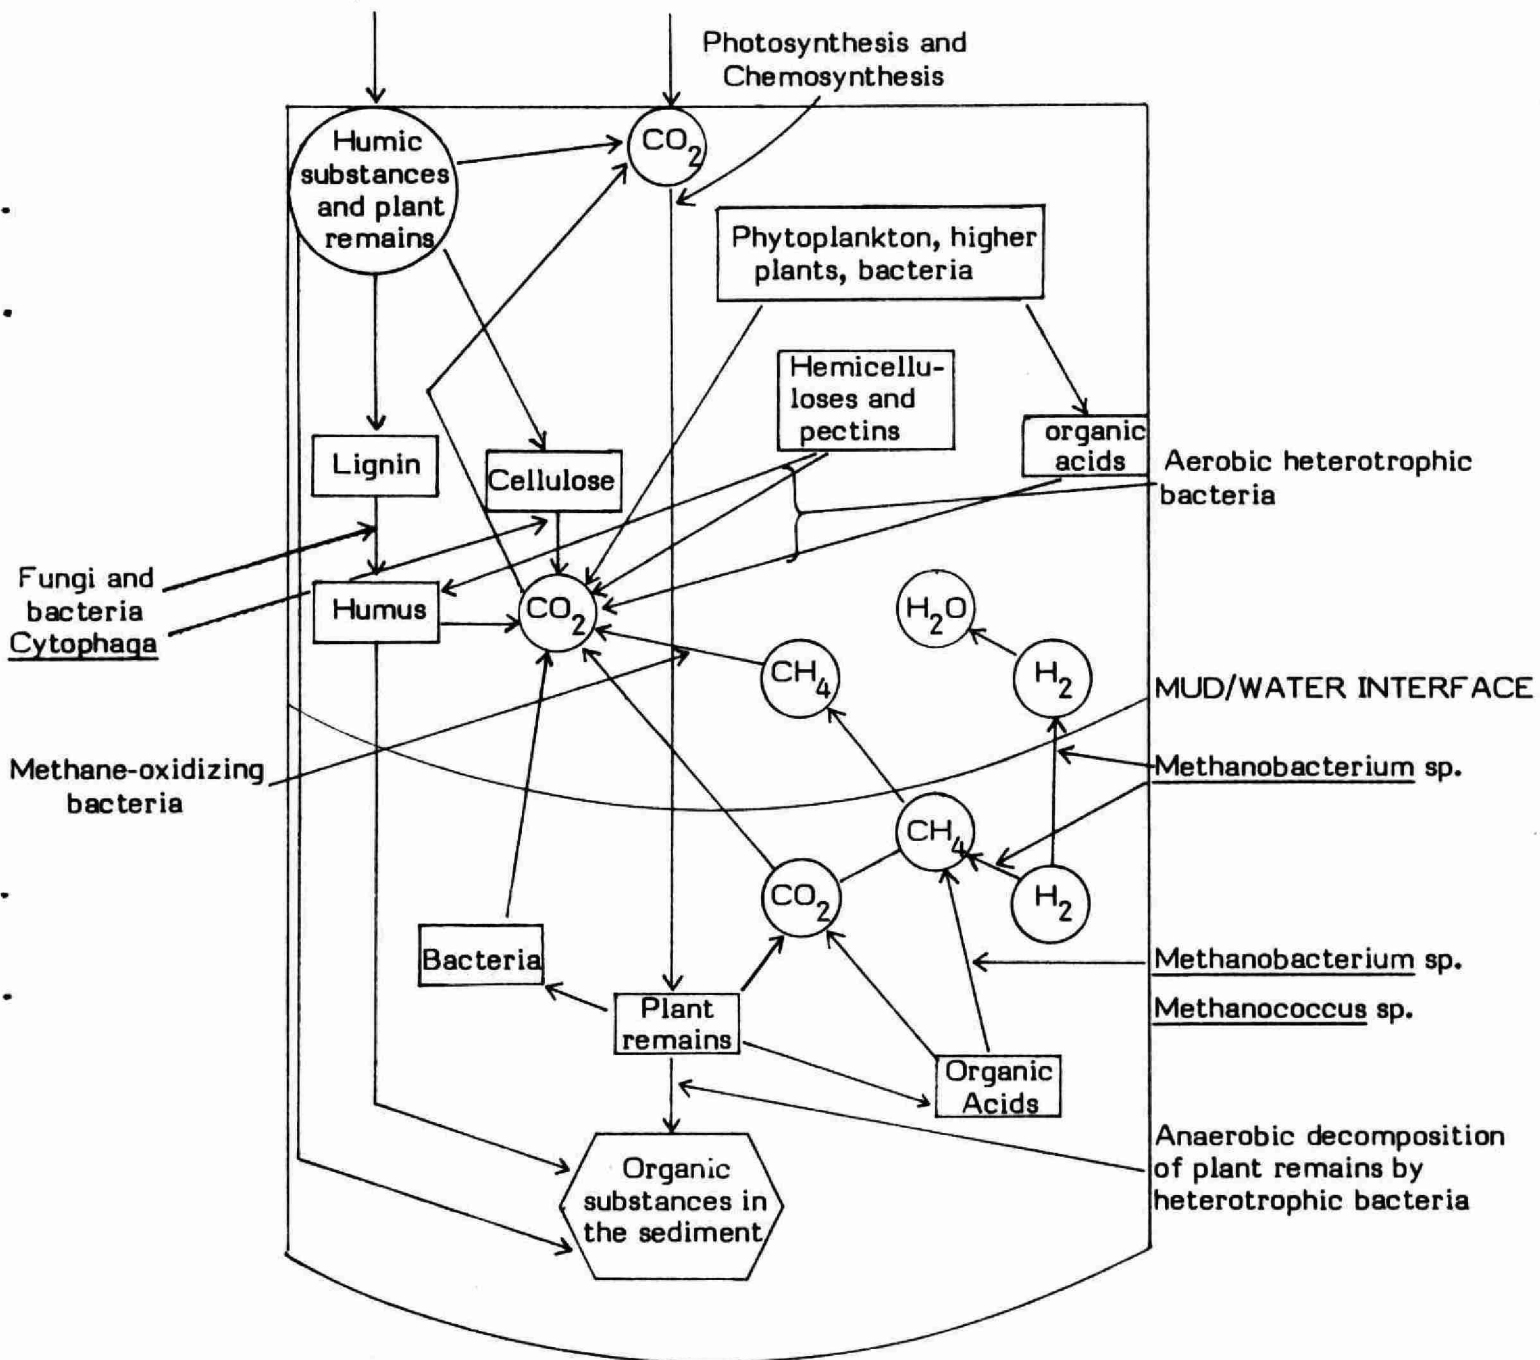 Photosynthesis and
Chemosynthesis
Humic
substances
and plant
remains
CO2
Phytoplankton, higher
plants, bacteria
Hemicellu-
loses and
pectins
organic
acids
Aerobic heterotrophic
bacteria
Lignin
Cellulose
Fungi and
bacteria
Cytophaga
Humus
CO2
H2O
CH4
H2
MUD/WATER INTERFACE
Methane-oxidizing
bacteria
Methanobacterium sp.
CH4
CO2
H2
Bacteria
Methanobacterium sp.
Methanococcus sp.
Plant
remains
Organic
Acids
Anaerobic decomposition
of plant remains by
heterotrophic bacteria
Organic
substances in
the sediment